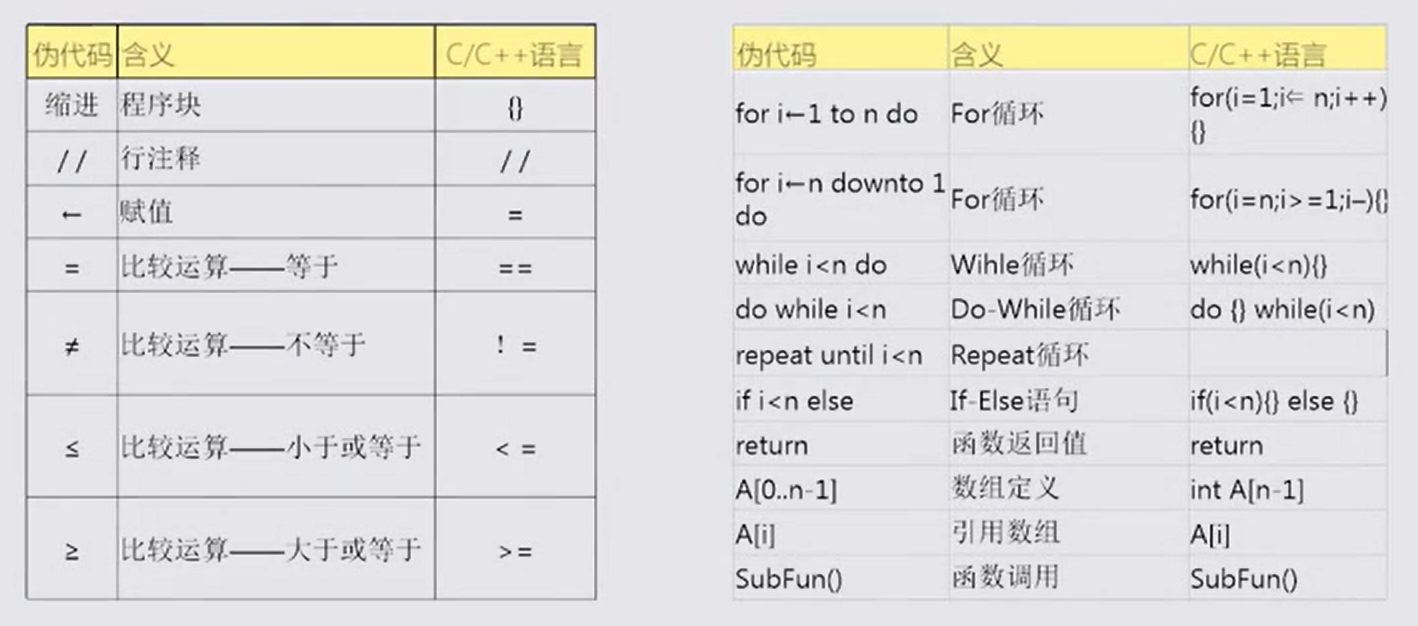 伪代码 含义 C/C++语言
缩进 程序块 {}
// 行注释 //
← 赋值 =
= 比较运算——等于 ==
≠ 比较运算——不等于 ! =
≤ 比较运算——小于或等于 < =
≥ 比较运算——大于或等于 >=
伪代码 含义 C/C++语言
for i←1 to n do For循环 for(i=1;i⇐ n;i++)
{}
for i←n downto 1
do For循环 for(i=n;i>=1;i–){}
while i<n do Wihle循环 while(i<n){}
do while i<n Do-While循环 do {} while(i<n)
repeat until i<n Repeat循环
if i<n else If-Else语句 if(i<n){} else {}
return 函数返回值 return
A[0..n-1] 数组定义 int A[n-1]
A[i] 引用数组 A[i]
SubFun() 函数调用 SubFun()